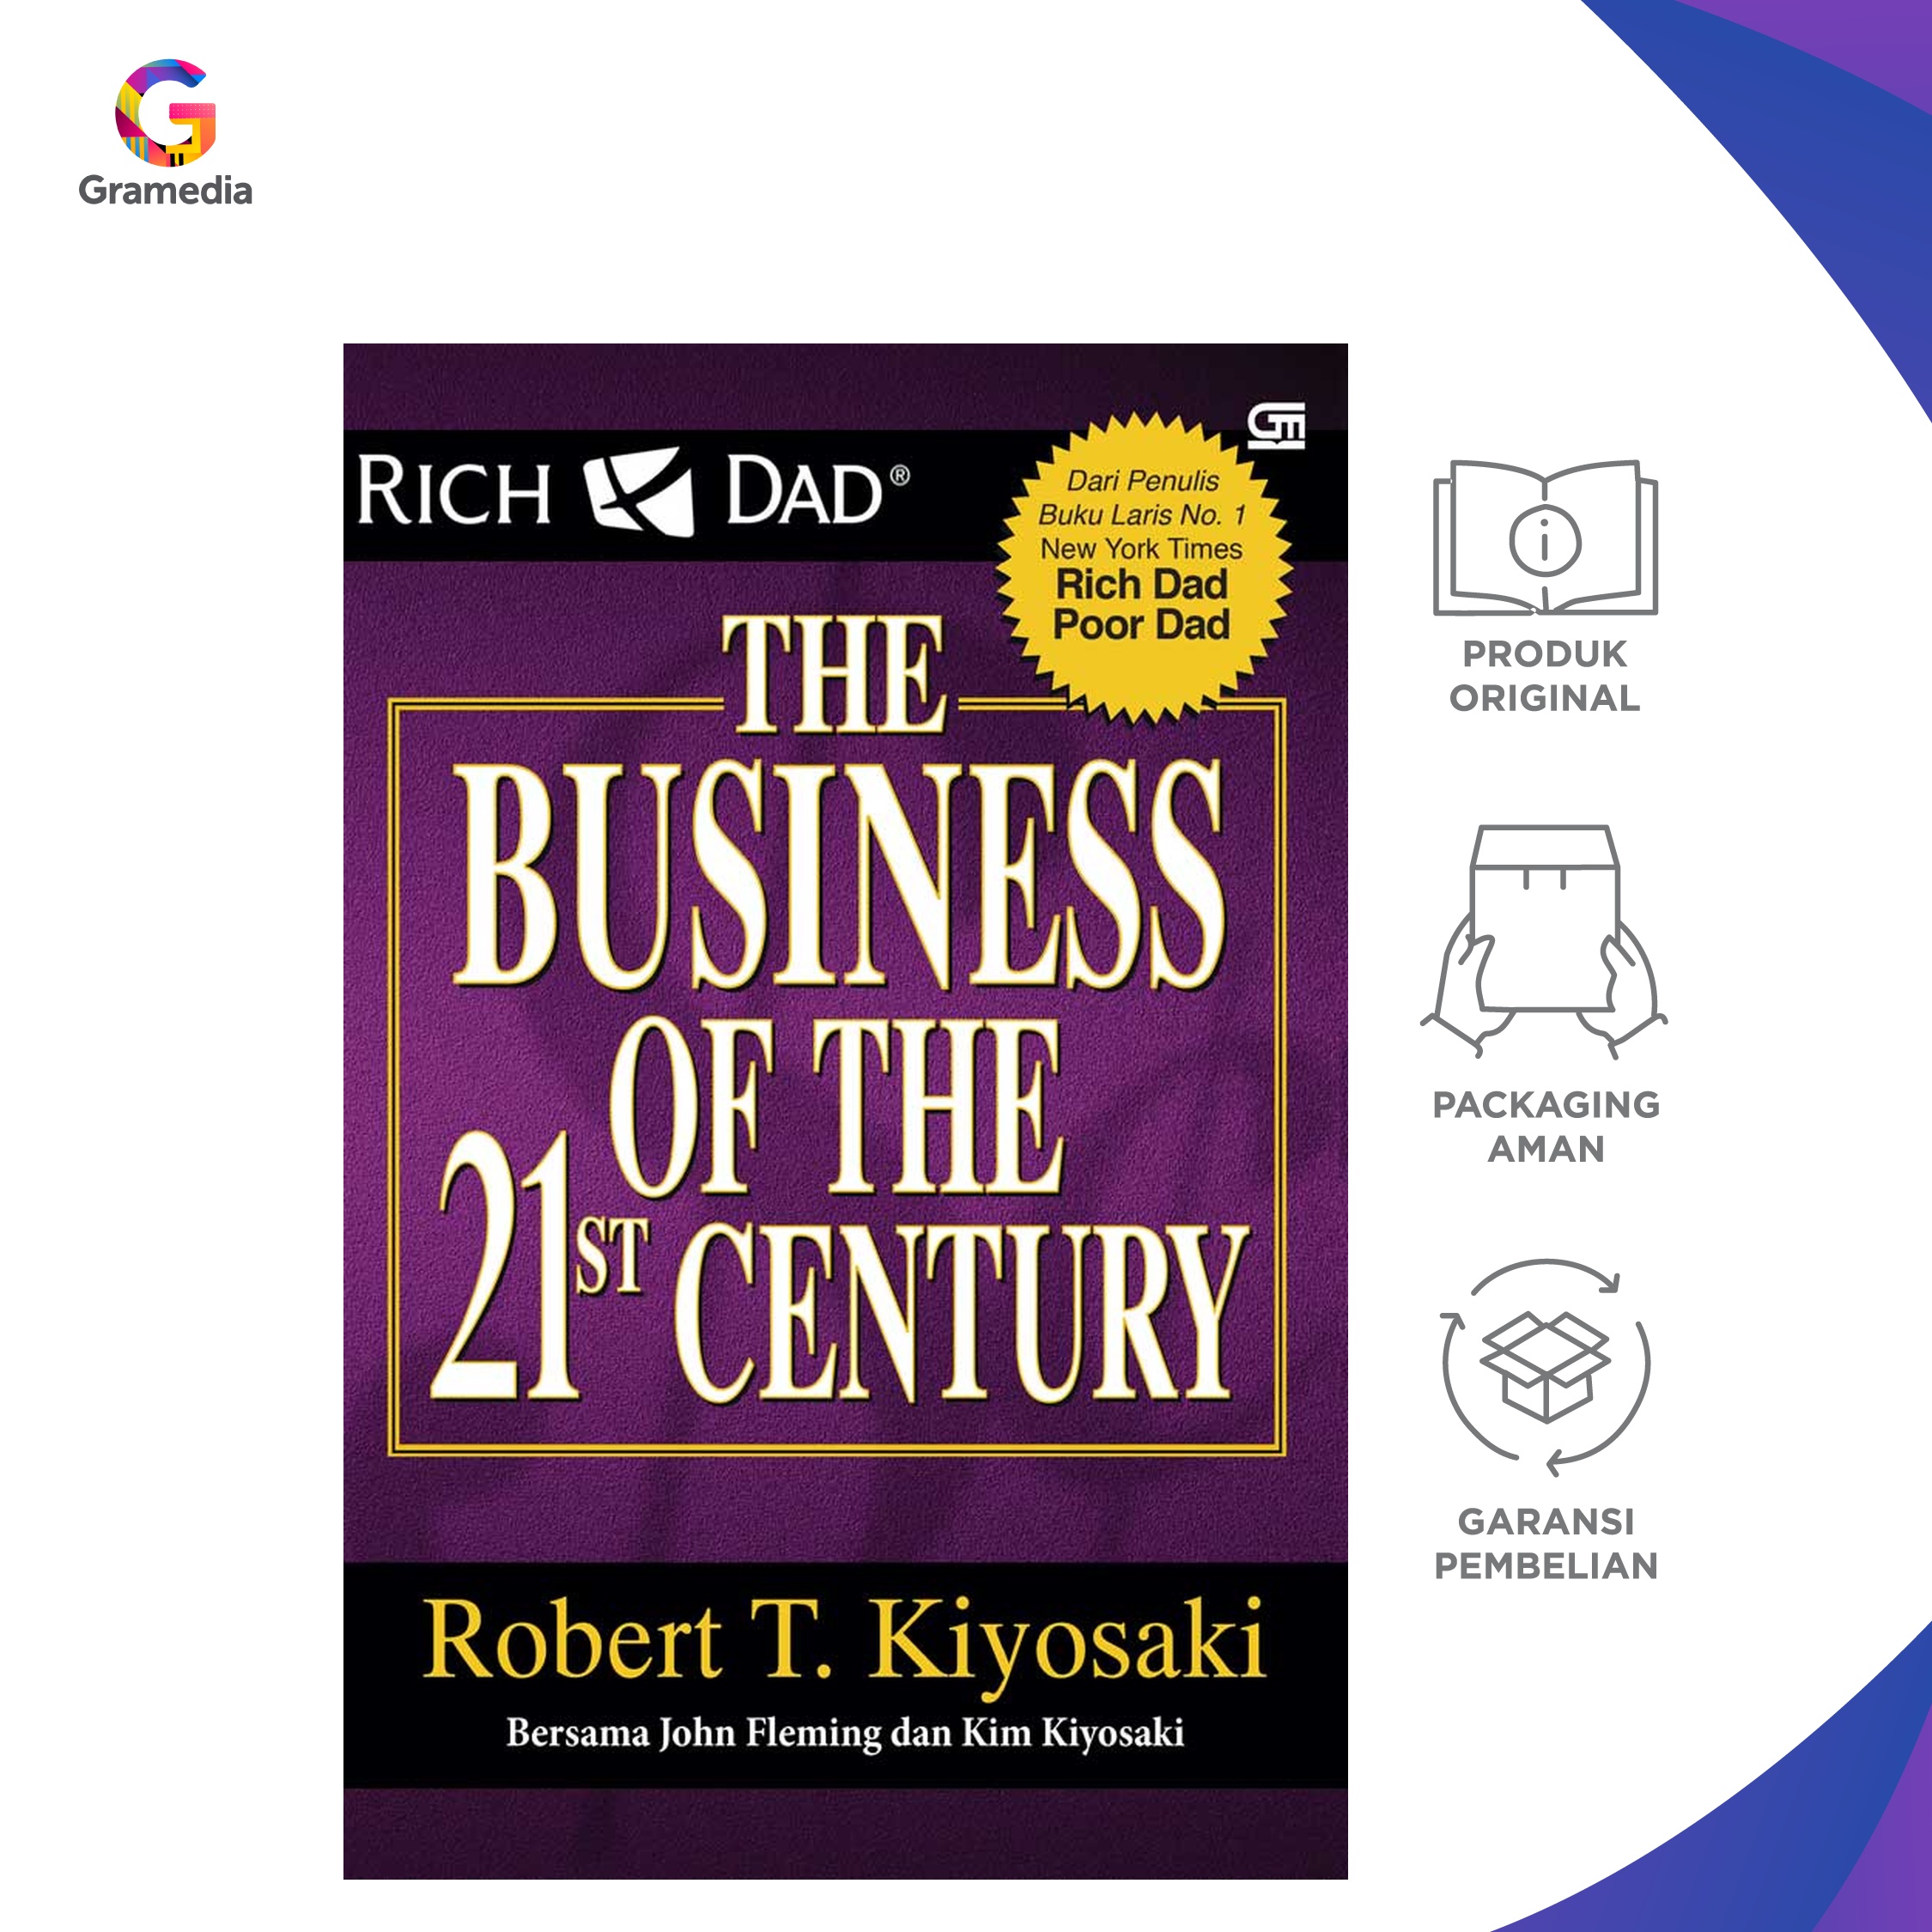 Gramedia
RICH DAD®
GM
Dari Penulis
Buku Laris No. 1
New York Times
Rich Dad
Poor Dad
THE
BUSINESS
OF THE
21ST CENTURY
Robert T. Kiyosaki
Bersama John Fleming dan Kim Kiyosaki
PRODUK
ORIGINAL
PACKAGING
AMAN
GARANSI
PEMBELIAN